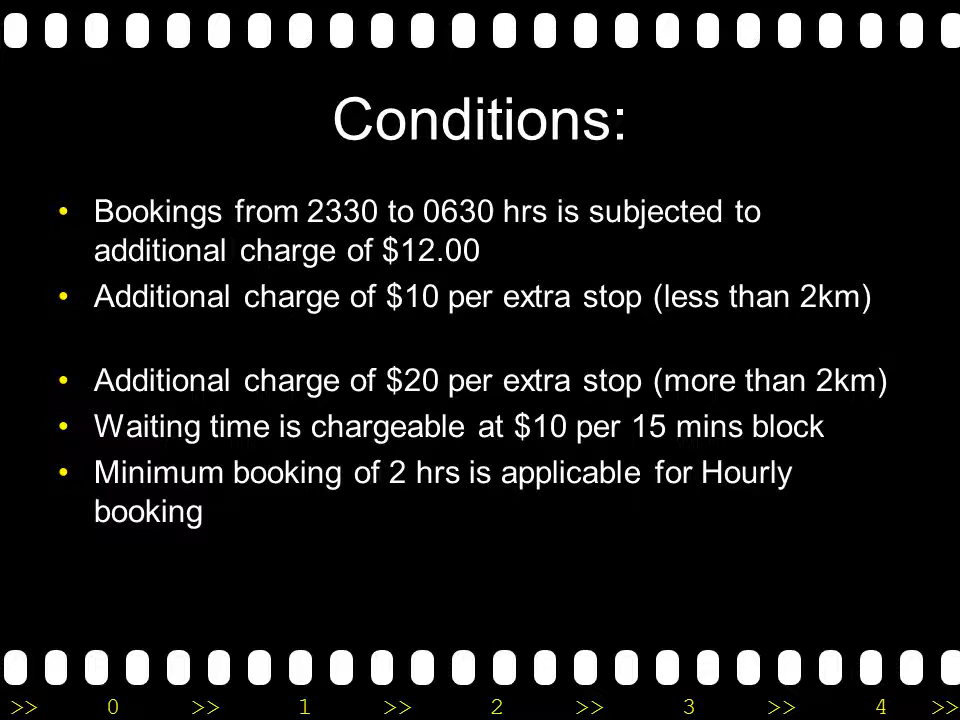 Conditions:
• Bookings from 2330 to 0630 hrs is subjected to
additional charge of $12.00
• Additional charge of $10 per extra stop (less than 2km)
• Additional charge of $20 per extra stop (more than 2km)
• Waiting time is chargeable at $10 per 15 mins block
• Minimum booking of 2 hrs is applicable for Hourly
booking
>> 0 >> 1 >> 2 >> 3 >> 4 >>